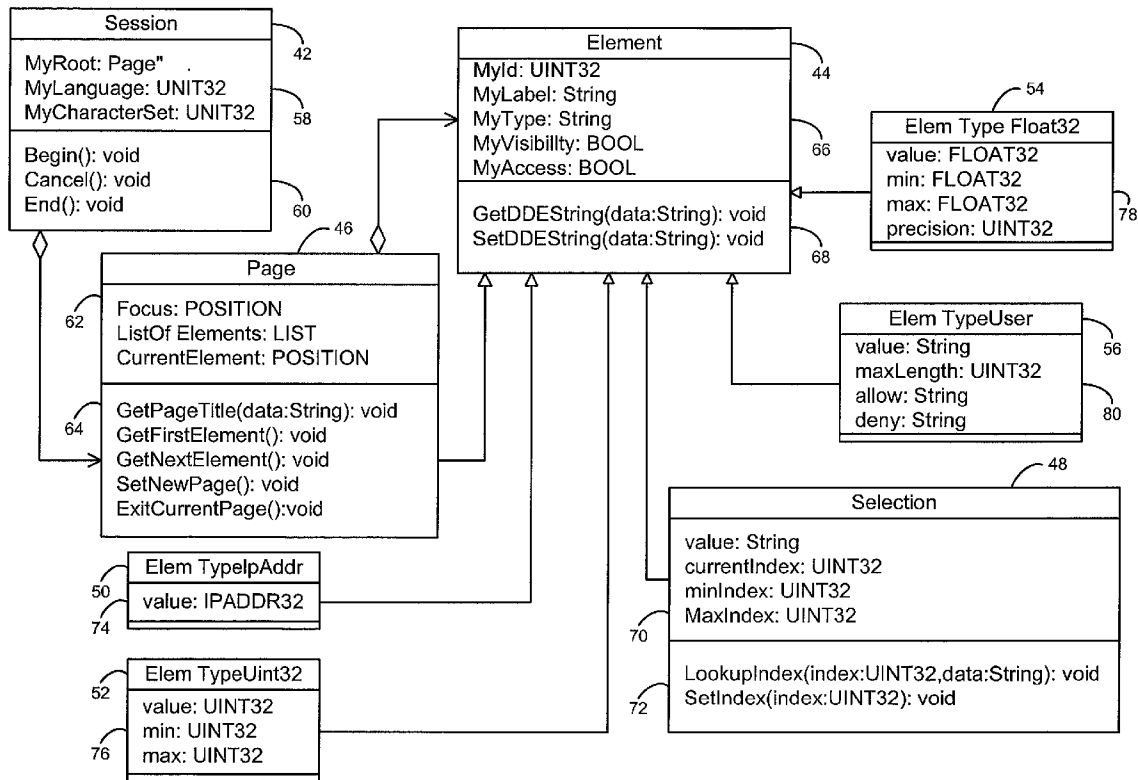 Session
42
MyRoot: Page"
MyLanguage: UNIT32
MyCharacterSet: UNIT32
58
Begin(): void
Cancel(): void
End(): void
60
Element
44
MyId: UINT32
MyLabel: String
MyType: String
MyVisibillty: BOOL
MyAccess: BOOL
66
GetDDEString(data:String): void
SetDDEString(data:String): void
68
54
Elem Type Float32
value: FLOAT32
min: FLOAT32
max: FLOAT32
precision: UINT32
78
46
Page
62
Focus: POSITION
ListOf Elements: LIST
CurrentElement: POSITION
64
GetPageTitle(data:String): void
GetFirstElement(): void
GetNextElement(): void
SetNewPage(): void
ExitCurrentPage():void
Elem TypeUser
56
value: String
maxLength: UINT32
allow: String
deny: String
80
48
Selection
value: String
currentIndex: UINT32
minIndex: UINT32
MaxIndex: UINT32
70
LookupIndex(index:UINT32,data:String): void
SetIndex(index:UINT32): void
72
Elem TypeIpAddr
50
value: IPADDR32
74
Elem TypeUint32
52
value: UINT32
min: UINT32
max: UINT32
76